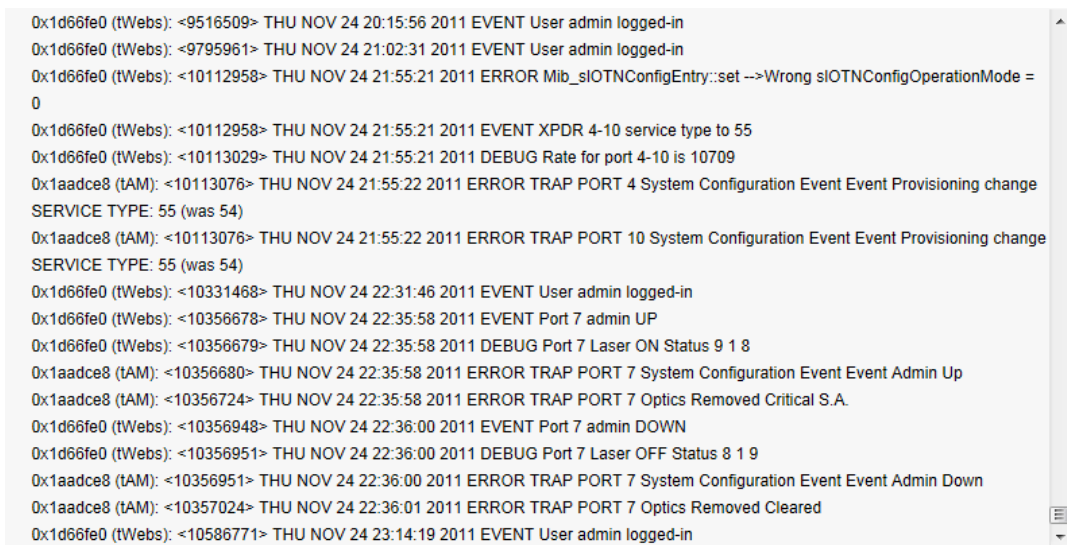 0x1d66fe0 (tWebs): <9516509> THU NOV 24 20:15:56 2011 EVENT User admin logged-in
0x1d66fe0 (tWebs): <9795961> THU NOV 24 21:02:31 2011 EVENT User admin logged-in
0x1d66fe0 (tWebs): <10112958> THU NOV 24 21:55:21 2011 ERROR Mib_slOTNConfigEntry::set -->Wrong slOTNConfigOperationMode =
0
0x1d66fe0 (tWebs): <10112958> THU NOV 24 21:55:21 2011 EVENT XPDR 4-10 service type to 55
0x1d66fe0 (tWebs): <10113029> THU NOV 24 21:55:21 2011 DEBUG Rate for port 4-10 is 10709
0x1aadce8 (tAM): <10113076> THU NOV 24 21:55:22 2011 ERROR TRAP PORT 4 System Configuration Event Event Provisioning change
SERVICE TYPE: 55 (was 54)
0x1aadce8 (tAM): <10113076> THU NOV 24 21:55:22 2011 ERROR TRAP PORT 10 System Configuration Event Event Provisioning change
SERVICE TYPE: 55 (was 54)
0x1d66fe0 (tWebs): <10331468> THU NOV 24 22:31:46 2011 EVENT User admin logged-in
0x1d66fe0 (tWebs): <10356678> THU NOV 24 22:35:58 2011 EVENT Port 7 admin UP
0x1d66fe0 (tWebs): <10356679> THU NOV 24 22:35:58 2011 DEBUG Port 7 Laser ON Status 9 1 8
0x1aadce8 (tAM): <10356680> THU NOV 24 22:35:58 2011 ERROR TRAP PORT 7 System Configuration Event Event Admin Up
0x1aadce8 (tAM): <10356724> THU NOV 24 22:35:58 2011 ERROR TRAP PORT 7 Optics Removed Critical S.A.
0x1d66fe0 (tWebs): <10356948> THU NOV 24 22:36:00 2011 EVENT Port 7 admin DOWN
0x1d66fe0 (tWebs): <10356951> THU NOV 24 22:36:00 2011 DEBUG Port 7 Laser OFF Status 8 1 9
0x1aadce8 (tAM): <10356951> THU NOV 24 22:36:00 2011 ERROR TRAP PORT 7 System Configuration Event Event Admin Down
0x1aadce8 (tAM): <10357024> THU NOV 24 22:36:01 2011 ERROR TRAP PORT 7 Optics Removed Cleared
0x1d66fe0 (tWebs): <10586771> THU NOV 24 23:14:19 2011 EVENT User admin logged-in